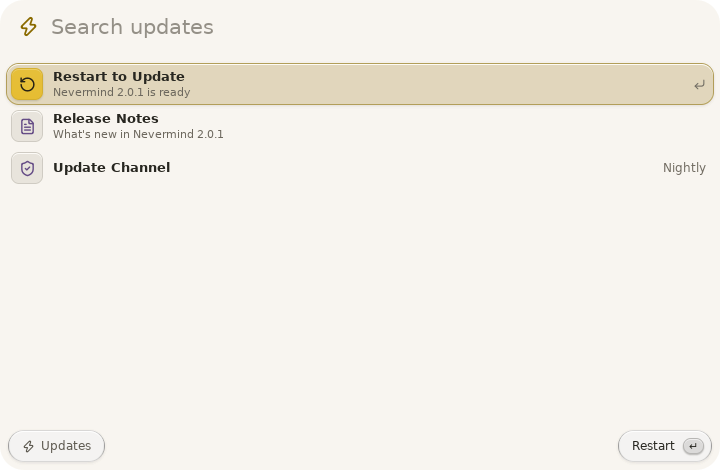 Search updates
Restart to Update
Nevermind 2.0.1 is ready
Release Notes
What's new in Nevermind 2.0.1
Update Channel
Nightly
Updates
Restart